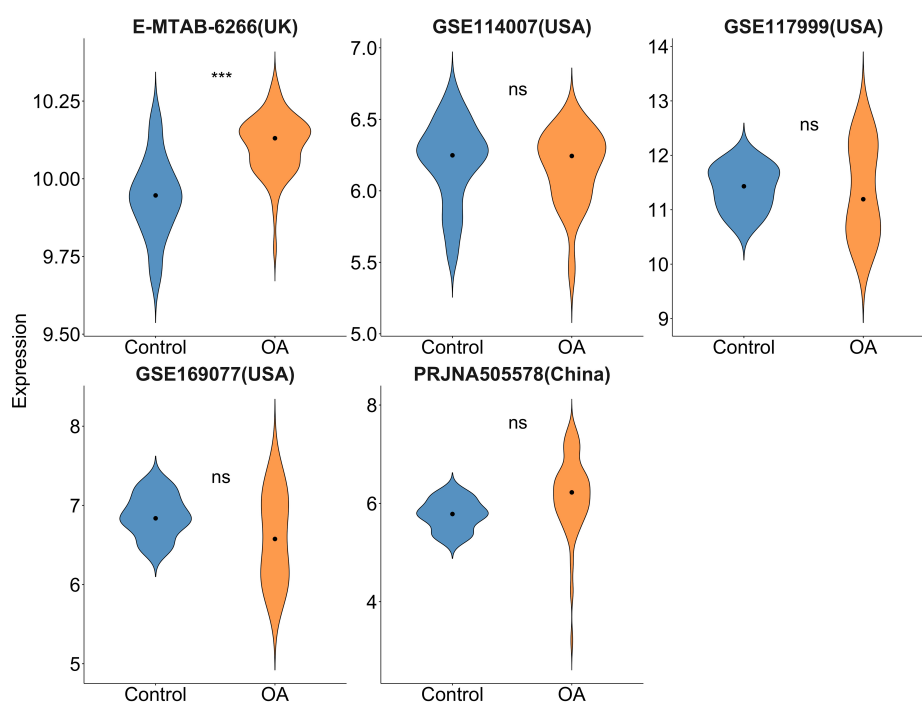 E-MTAB-6266(UK)
GSE114007(USA)
GSE117999(USA)
***
ns
ns
10.25
10.00
9.75
9.50
7.0
6.5
6.0
5.5
5.0
14
13
12
11
10
9
Control OA
Control OA
Control OA
Expression
GSE169077(USA)
PRJNA505578(China)
ns
ns
8
7
6
5
8
6
4
Control OA
Control OA